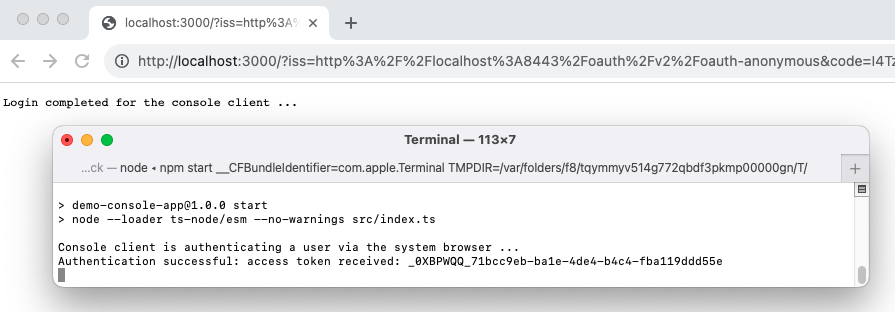 localhost:3000/?iss=http%3A%
http://localhost:3000/?iss=http%3A%2F%2Flocalhost%3A8443%2Foauth%2Fv2%2Foauth-anonymous&code=I4Tz
Login completed for the console client ...
Terminal — 113×7
...ck — node ◂ npm start __CFBundleIdentifier=com.apple.Terminal TMPDIR=/var/folders/f8/tqymmyv514g772qbdf3pkmp00000gn/T/
> demo-console-app@1.0.0 start
> node --loader ts-node/esm --no-warnings src/index.ts
Console client is authenticating a user via the system browser ...
Authentication successful: access token received: _0XBPWQQ_71bcc9eb-ba1e-4de4-b4c4-fba119ddd55e